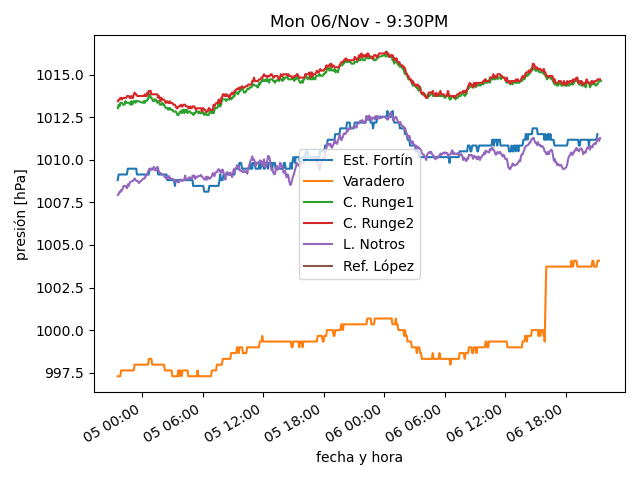 Mon 06/Nov - 9:30PM
presión [hPa]
1015.0
1012.5
1010.0
1007.5
1005.0
1002.5
1000.0
997.5
Est. Fortín
Varadero
C. Runge1
C. Runge2
L. Notros
Ref. López
05 00:00
05 06:00
05 12:00
05 18:00
06 00:00
06 06:00
06 12:00
06 18:00
fecha y hora